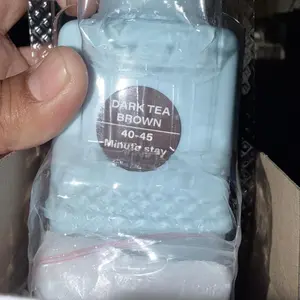 DARK TEA
BROWN
40-45
Minute stay